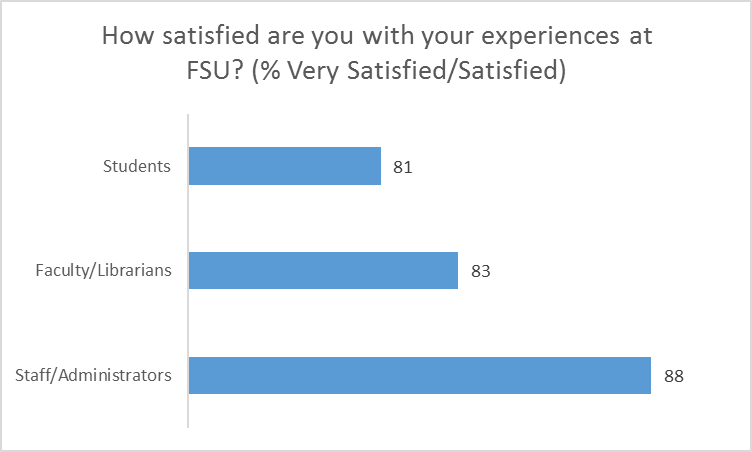 How satisfied are you with your experiences at
FSU? (% Very Satisfied/Satisfied)
Students
81
Faculty/Librarians
83
Staff/Administrators
88